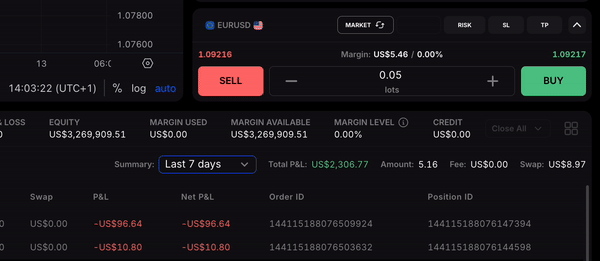 1.07800
1.07600
13 06:(
14:03:22 (UTC+1) % log auto
EURUSD MARKET RISK SL TP
1.09216 Margin: US$5.46 / 0.00% 1.09217
SELL 0.05 BUY
lots
& LOSS EQUITY MARGIN USED MARGIN AVAILABLE MARGIN LEVEL CREDIT Close All
US$3,269,909.51 US$0.00 US$3,269,909.51 0.00% US$0.00
Summary: Last 7 days Total P&L: US$2,306.77 Amount: 5.16 Fee: US$0.00 Swap: US$8.97
Swap P&L Net P&L Order ID Position ID
US$0.00 -US$96.64 -US$96.64 144115188076509924 144115188076147394
US$0.00 -US$10.80 -US$10.80 144115188076503632 144115188076144598